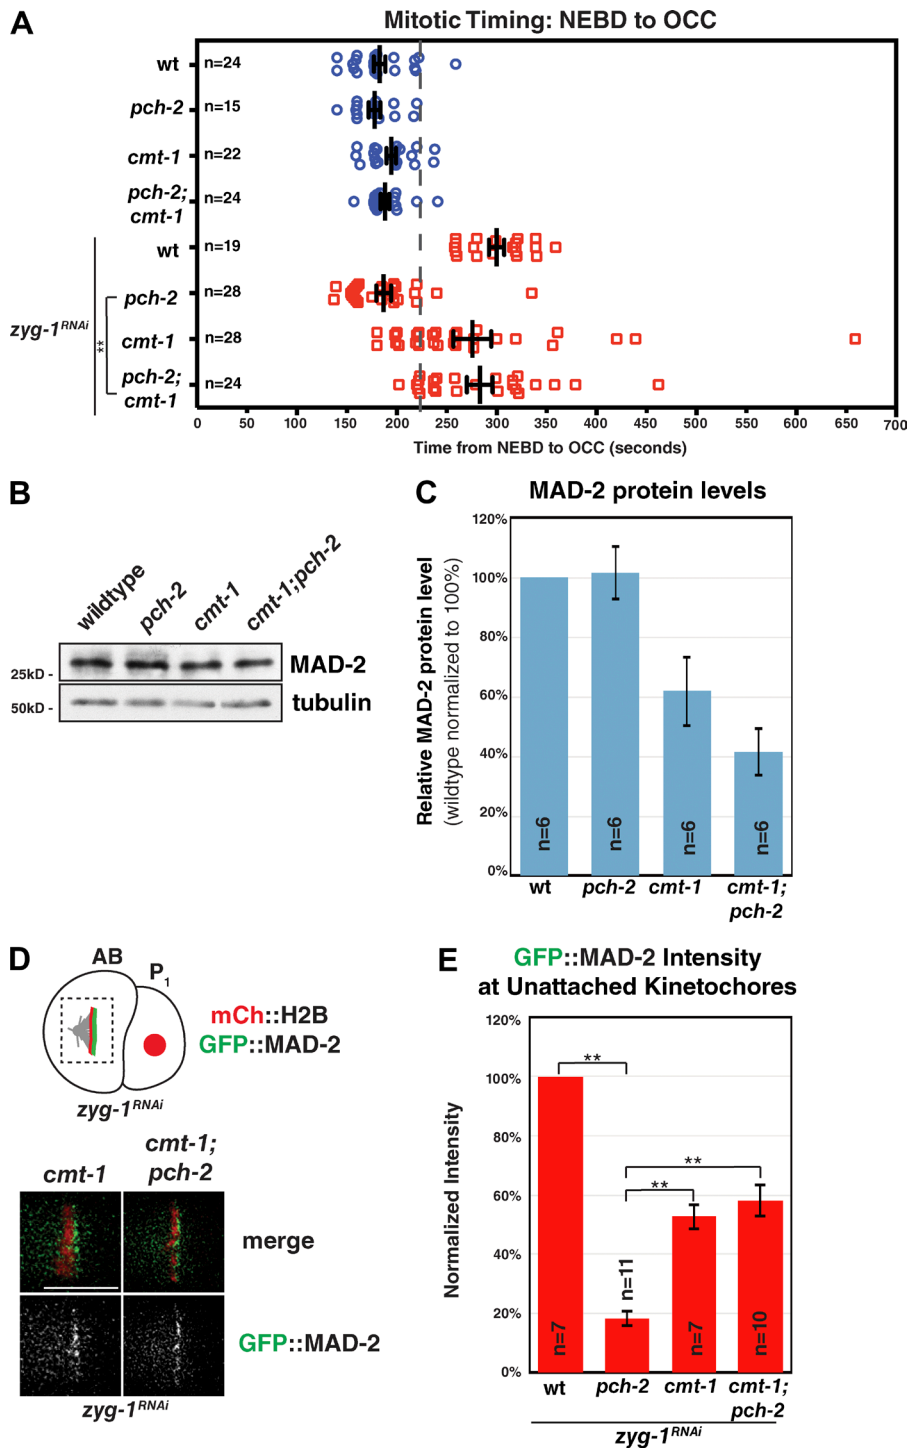 A
Mitotic Timing: NEBD to OCC
wt n=24
pch-2 n=15
cmt-1 n=22
pch-2;
cmt-1 n=24
wt n=19
pch-2 n=28
zyg-1RNAi
**
cmt-1 n=28
pch-2;
cmt-1 n=24
0 50 100 150 200 250 300 350 400 450 500 550 600 650 700
Time from NEBD to OCC (seconds)
B
wildtype pch-2 cmt-1 cmt-1;pch-2
25kD - MAD-2
50kD - tubulin
C
MAD-2 protein levels
Relative MAD-2 protein level
(wildtype normalized to 100%)
120%
100%
80%
60%
40%
20%
0%
n=6 n=6 n=6 n=6
wt pch-2 cmt-1 cmt-1;
pch-2
D
AB
P1
mCh::H2B
GFP::MAD-2
zyg-1RNAi
cmt-1 cmt-1;
pch-2
merge
GFP::MAD-2
zyg-1RNAi
E
GFP::MAD-2 Intensity
at Unattached Kinetochores
Normalized Intensity
120%
100%
80%
60%
40%
20%
0%
**
**
**
n=7 n=11 n=7 n=10
wt pch-2 cmt-1 cmt-1;
pch-2
zyg-1RNAi